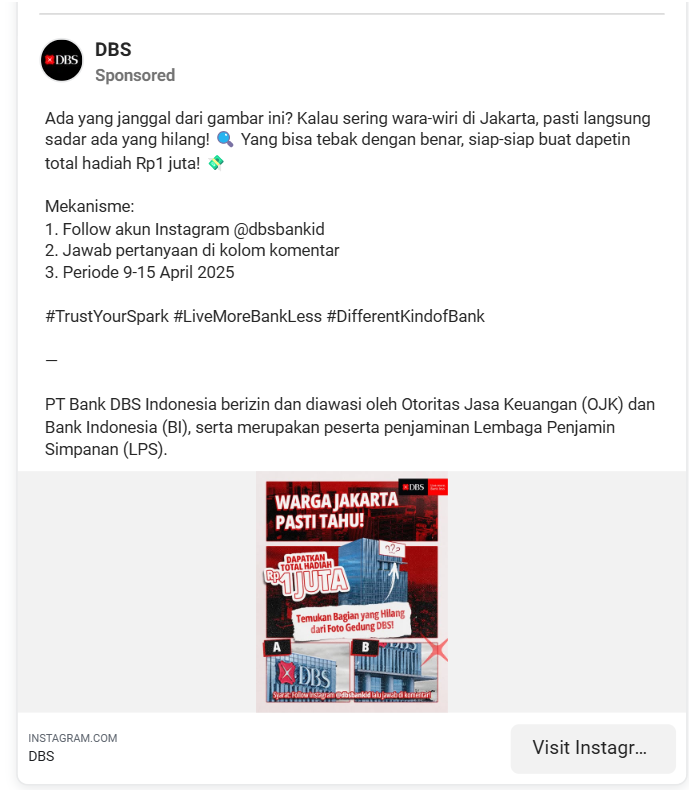 DBS
DBS
Sponsored
Ada yang janggal dari gambar ini? Kalau sering wara-wiri di Jakarta, pasti langsung
sadar ada yang hilang! 🔍 Yang bisa tebak dengan benar, siap-siap buat dapetin
total hadiah Rp1 juta! 💸
Mekanisme:
1. Follow akun Instagram @dbsbankid
2. Jawab pertanyaan di kolom komentar
3. Periode 9-15 April 2025
#TrustYourSpark #LiveMoreBankLess #DifferentKindofBank
—
PT Bank DBS Indonesia berizin dan diawasi oleh Otoritas Jasa Keuangan (OJK) dan
Bank Indonesia (BI), serta merupakan peserta penjaminan Lembaga Penjamin
Simpanan (LPS).
DBS
WARGA JAKARTA
PASTI TAHU!
???
DAPATKAN
TOTAL HADIAH
Rp 1 JUTA
Temukan Bagian yang Hilang
dari Foto Gedung DBS!
A
B
DBS
DBS
Syarat: Follow Instagram @dbsbankid lalu jawab di komentar!
INSTAGRAM.COM
DBS
Visit Instagr...